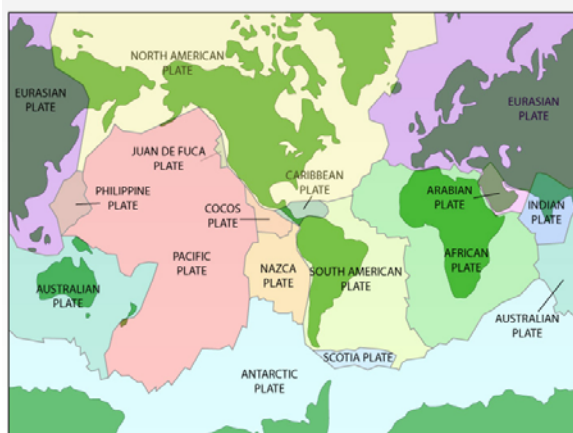 NORTH AMERICAN
PLATE
EURASIAN
PLATE
EURASIAN
PLATE
JUAN DE FUCA
PLATE
CARIBBEAN
PLATE
PHILIPPINE
PLATE
ARABIAN
PLATE
INDIAN
PLATE
COCOS
PLATE
PACIFIC
PLATE
NAZCA
PLATE
SOUTH AMERICAN
PLATE
AFRICAN
PLATE
AUSTRALIAN
PLATE
AUSTRALIAN
PLATE
SCOTIA PLATE
ANTARCTIC
PLATE